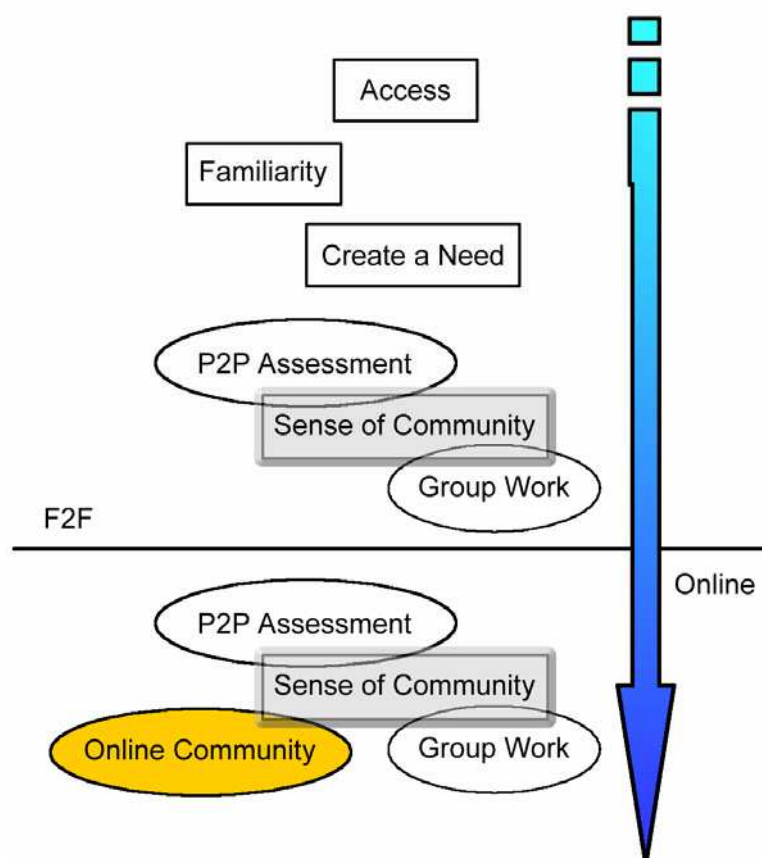 Access
Familiarity
Create a Need
P2P Assessment
Sense of Community
Group Work
F2F
Online
P2P Assessment
Sense of Community
Online Community
Group Work